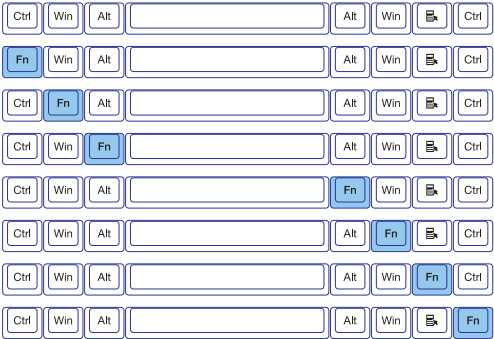 Ctrl Win Alt Alt Win Ctrl
Fn Win Alt Alt Win Ctrl
Ctrl Fn Alt Alt Win Ctrl
Ctrl Win Fn Alt Win Ctrl
Ctrl Win Alt Fn Win Ctrl
Ctrl Win Alt Alt Fn Ctrl
Ctrl Win Alt Alt Win Fn Ctrl
Ctrl Win Alt Alt Win Fn